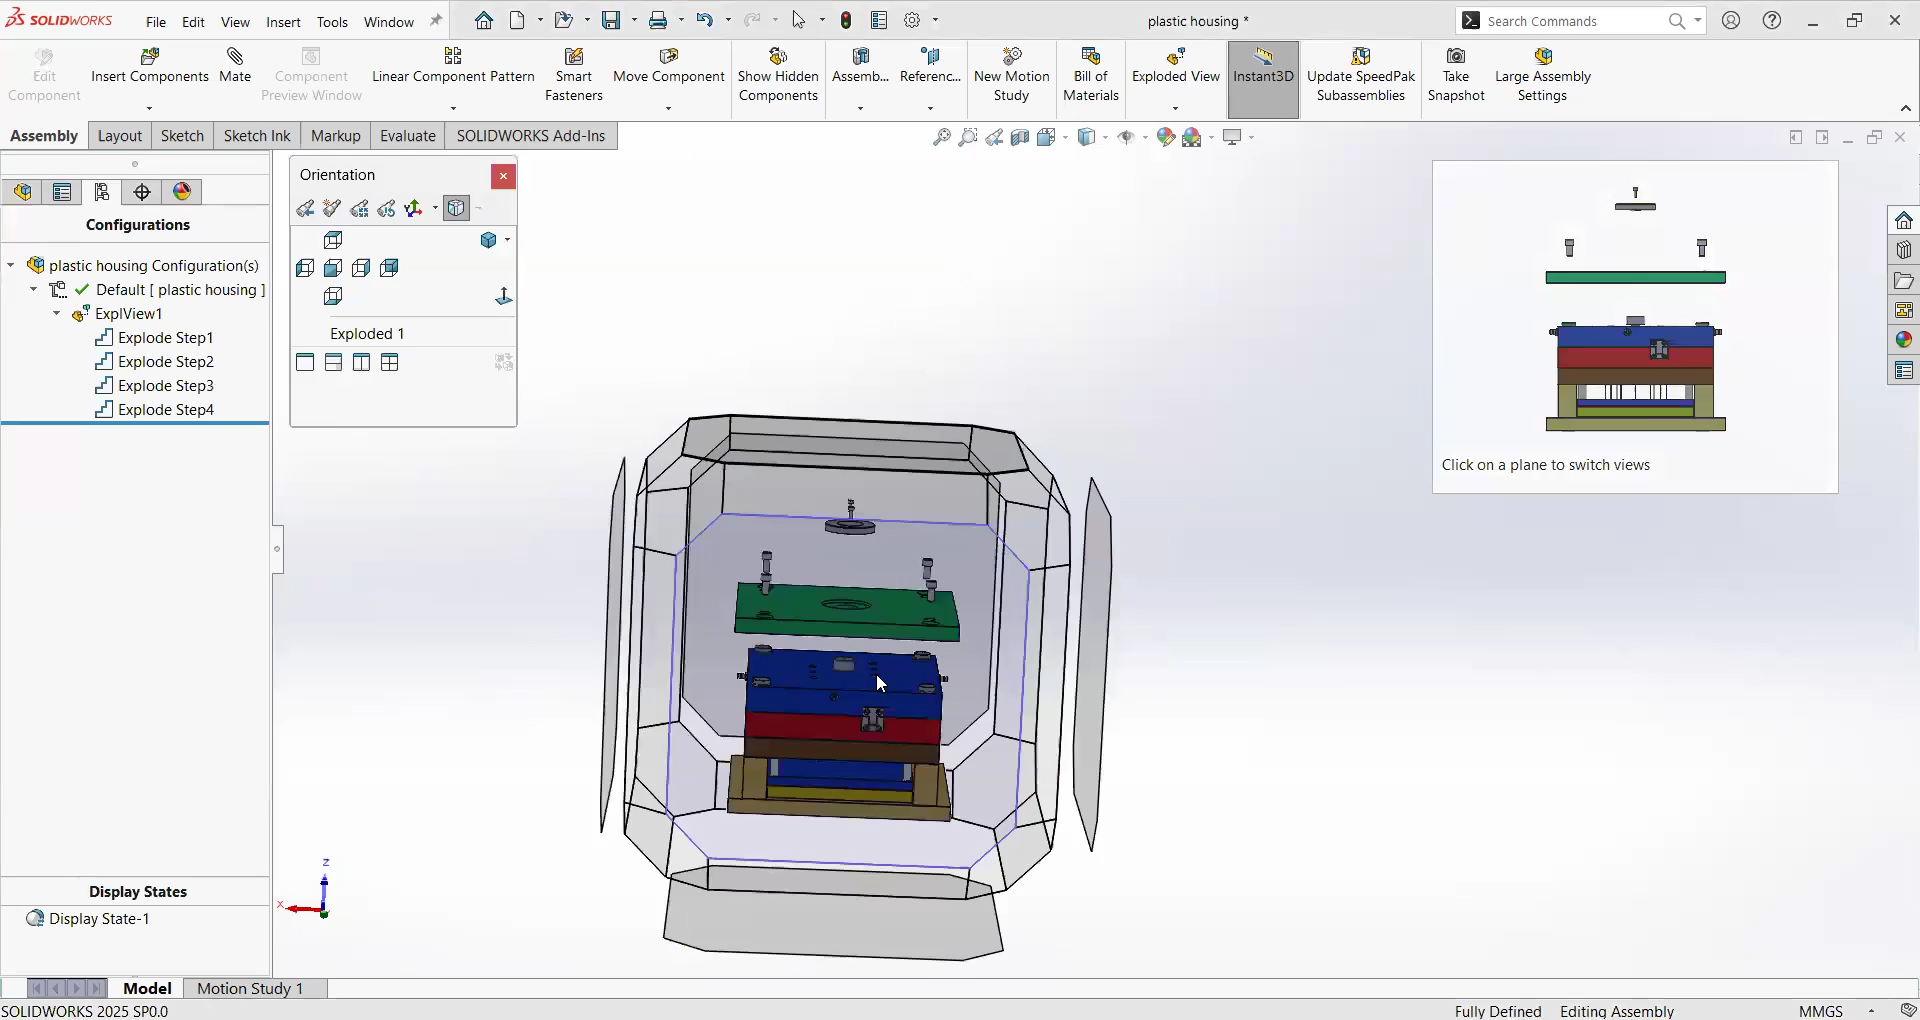 SOLIDWORKS File Edit View Insert Tools Window plastic housing * Search Commands
Edit Component
Insert Components
Mate
Component Preview Window
Linear Component Pattern
Smart Fasteners
Move Component
Show Hidden Components
Assemb...
Referenc...
New Motion Study
Bill of Materials
Exploded View
Instant3D
Update SpeedPak Subassemblies
Take Snapshot
Large Assembly Settings
Assembly Layout Sketch Sketch Ink Markup Evaluate SOLIDWORKS Add-Ins
Configurations
plastic housing Configuration(s)
Default [ plastic housing ]
ExplView1
Explode Step1
Explode Step2
Explode Step3
Explode Step4
Orientation
Exploded 1
Click on a plane to switch views
z
x
Display States
Display State-1
Model Motion Study 1
SOLIDWORKS 2025 SP0.0 Fully Defined Editing Assembly MMGS